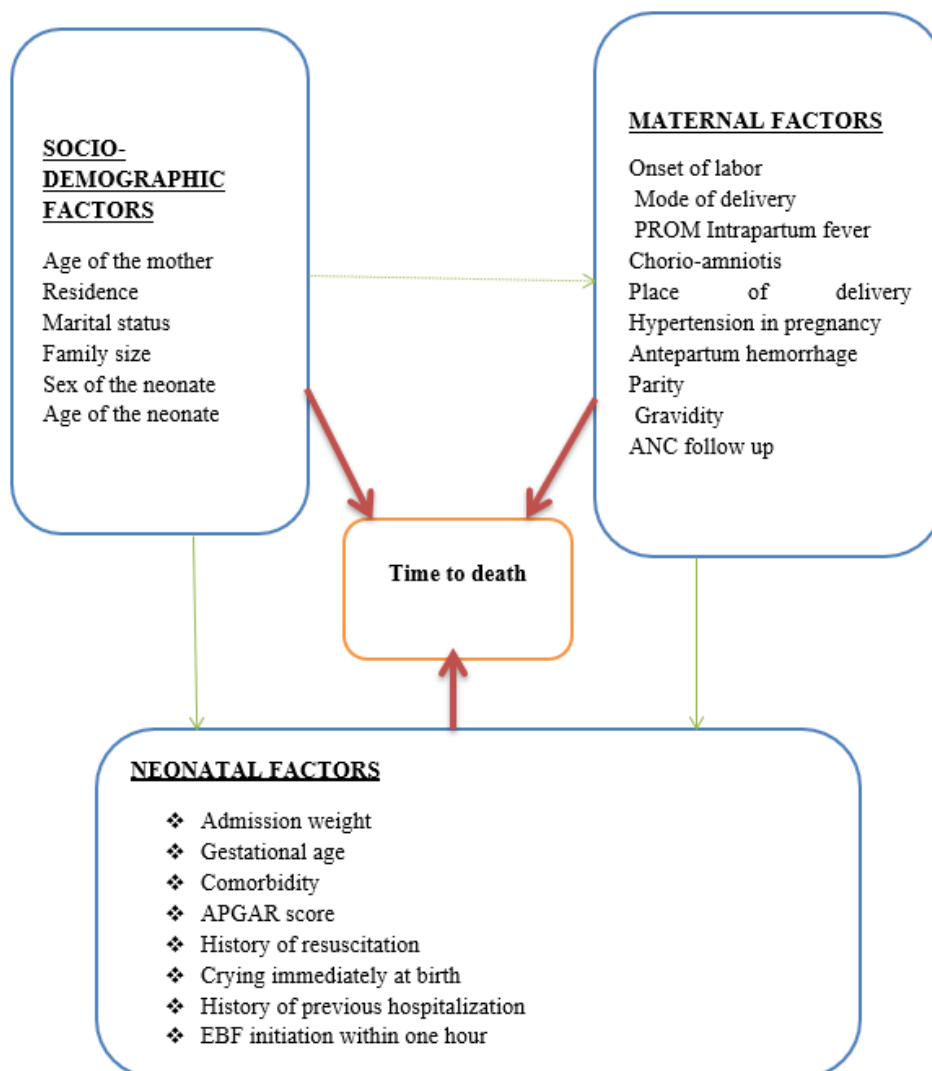 SOCIO-
DEMOGRAPHIC
FACTORS
Age of the mother
Residence
Marital status
Family size
Sex of the neonate
Age of the neonate
MATERNAL FACTORS
Onset of labor
Mode of delivery
PROM Intrapartum fever
Chorio-amniotis
Place of delivery
Hypertension in pregnancy
Antepartum hemorrhage
Parity
Gravidity
ANC follow up
Time to death
NEONATAL FACTORS
❖ Admission weight
❖ Gestational age
❖ Comorbidity
❖ APGAR score
❖ History of resuscitation
❖ Crying immediately at birth
❖ History of previous hospitalization
❖ EBF initiation within one hour